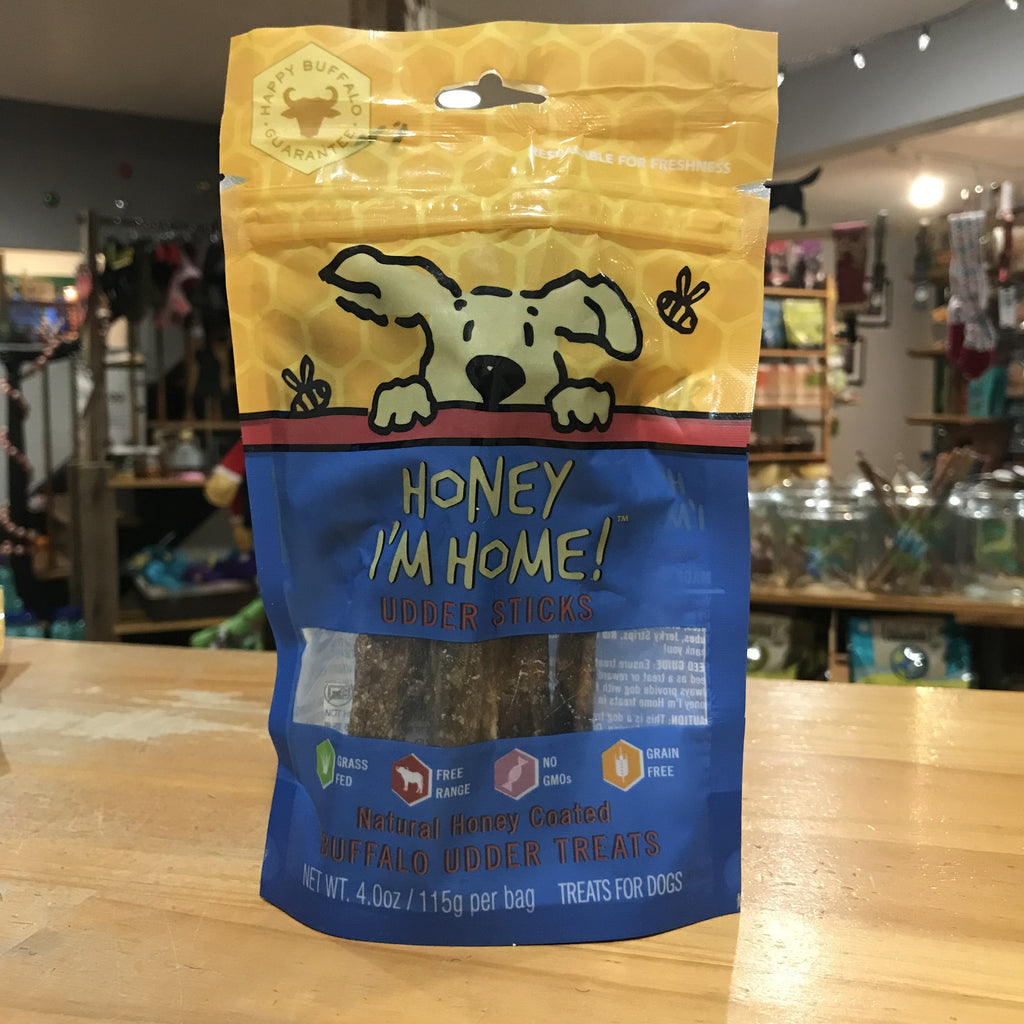 HAPPY BUFFALO
GUARANTEE
RESEALABLE FOR FRESHNESS
HONEY
I'M HOME!™
UDDER STICKS
GRASS
FED
FREE
RANGE
NO
GMOs
GRAIN
FREE
Natural Honey Coated
BUFFALO UDDER TREATS
NET WT. 4.0oz / 115g per bag
TREATS FOR DOGS